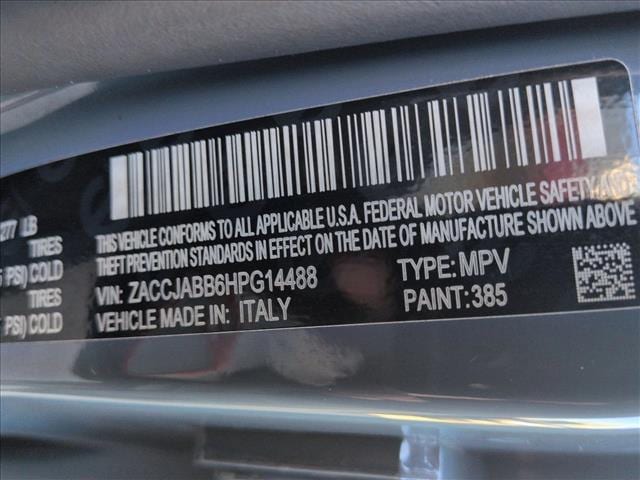 277 LB
TIRES
PSI) COLD
TIRES
PSI) COLD
THIS VEHICLE CONFORMS TO ALL APPLICABLE U.S.A. FEDERAL MOTOR VEHICLE SAFETY AND
THEFT PREVENTION STANDARDS IN EFFECT ON THE DATE OF MANUFACTURE SHOWN ABOVE
VIN: ZACCJABB6HPG14488 TYPE: MPV
VEHICLE MADE IN: ITALY PAINT: 385